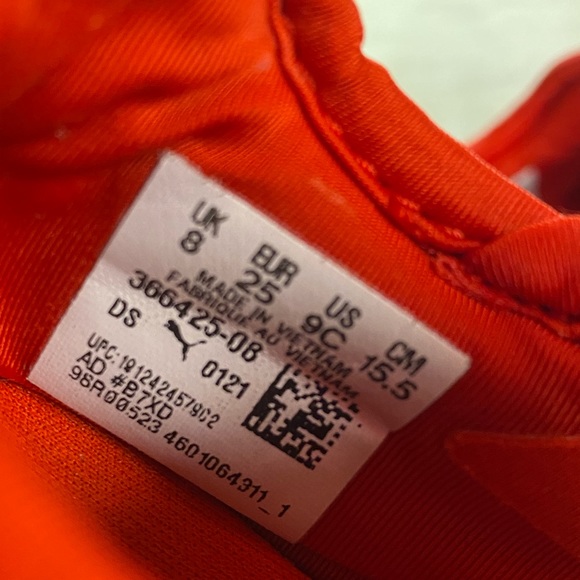 UK EUR US CM
8 25 9C 15.5
MADE IN VIETNAM
FABRIQUE AU VIETNAM
366425-08
DS 0121
UPC:191242457902
AD #B7XD
96R00523 4601064311_1